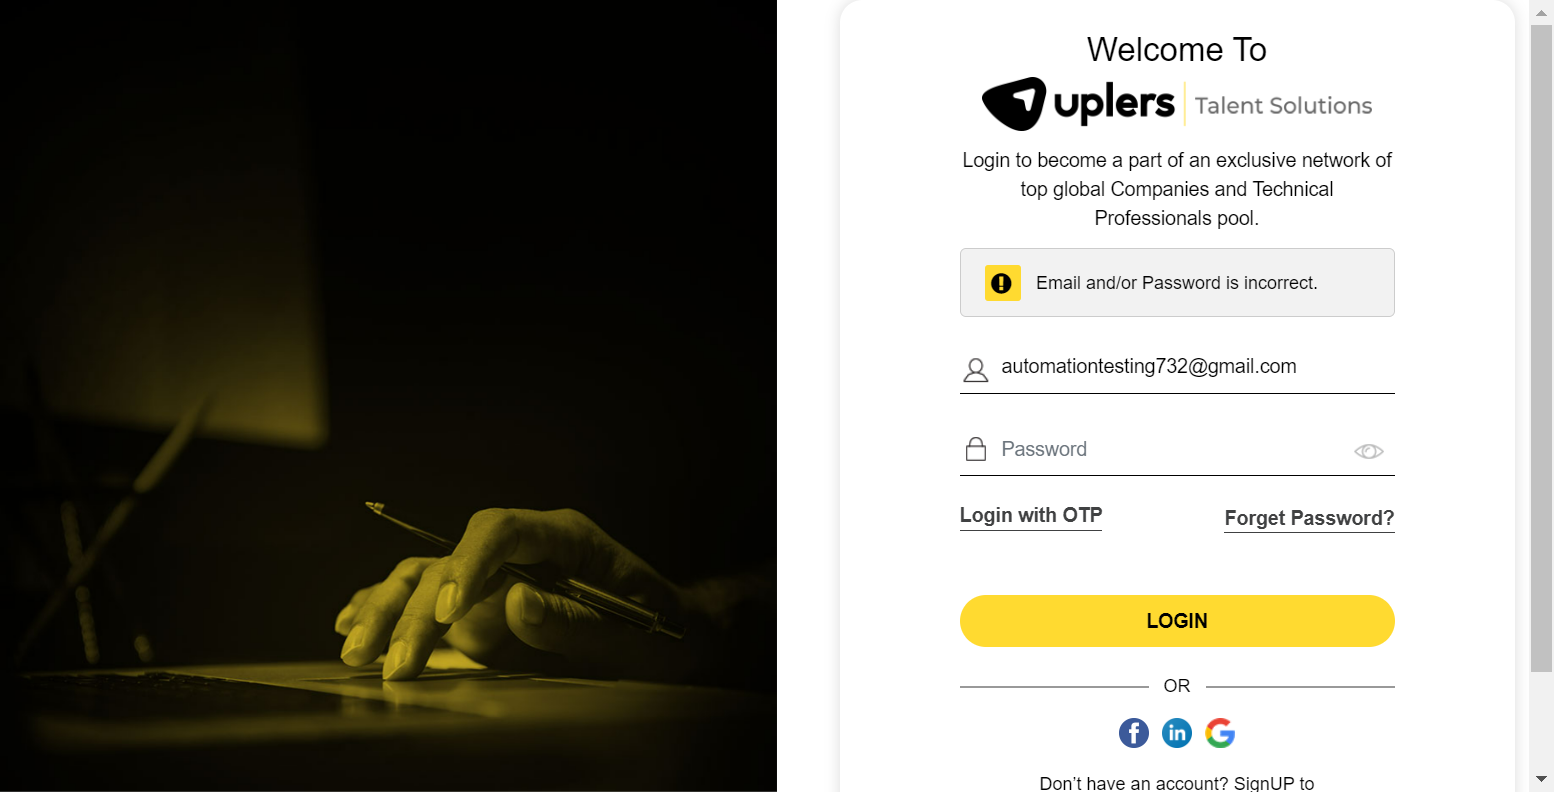 Welcome To
uplers | Talent Solutions
Login to become a part of an exclusive network of
top global Companies and Technical
Professionals pool.
Email and/or Password is incorrect.
automationtesting732@gmail.com
Password
Login with OTP
Forget Password?
LOGIN
OR
f in G
Don't have an account? SignUP to